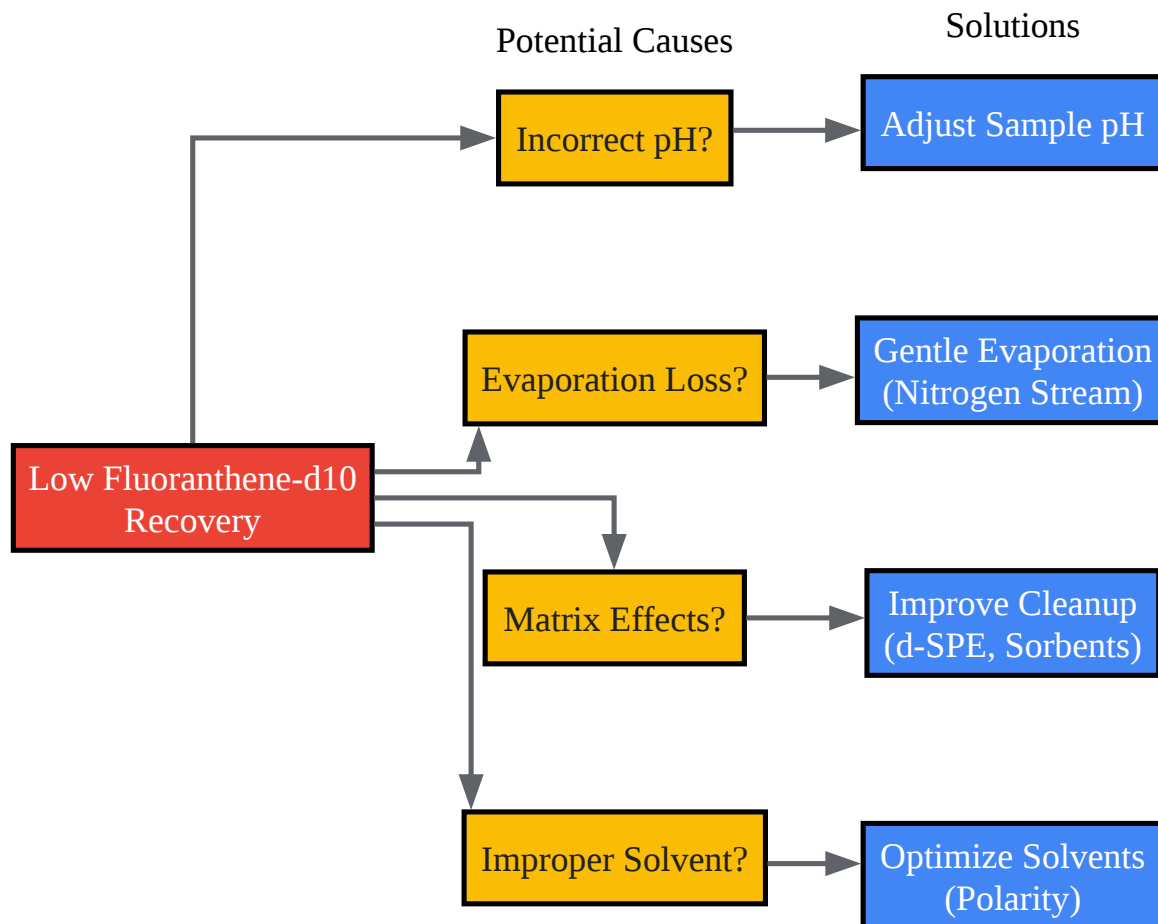 Potential Causes
Solutions
Incorrect pH?
Adjust Sample pH
Evaporation Loss?
Gentle Evaporation
(Nitrogen Stream)
Low Fluoranthene-d10
Recovery
Matrix Effects?
Improve Cleanup
(d-SPE, Sorbents)
Improper Solvent?
Optimize Solvents
(Polarity)